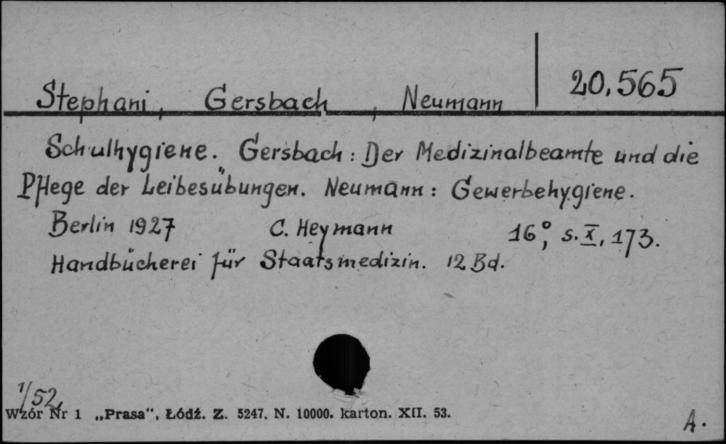 20,565
Stephani, Gersbach, Neumann
Schulhygiene. Gersbach: Der Medizinalbeamte und die
Pflege der Leibesübungen. Neumann: Gewerbehygiene.
Berlin 1927 C. Heymann 16°, S. X, 173.
Handbücherei für Staatsmedizin. 12 Bd.
1/52
Wzór Nr 1 „Prasa“, Łódź. Z. 5247. N. 10000. karton. XII. 53.
A.